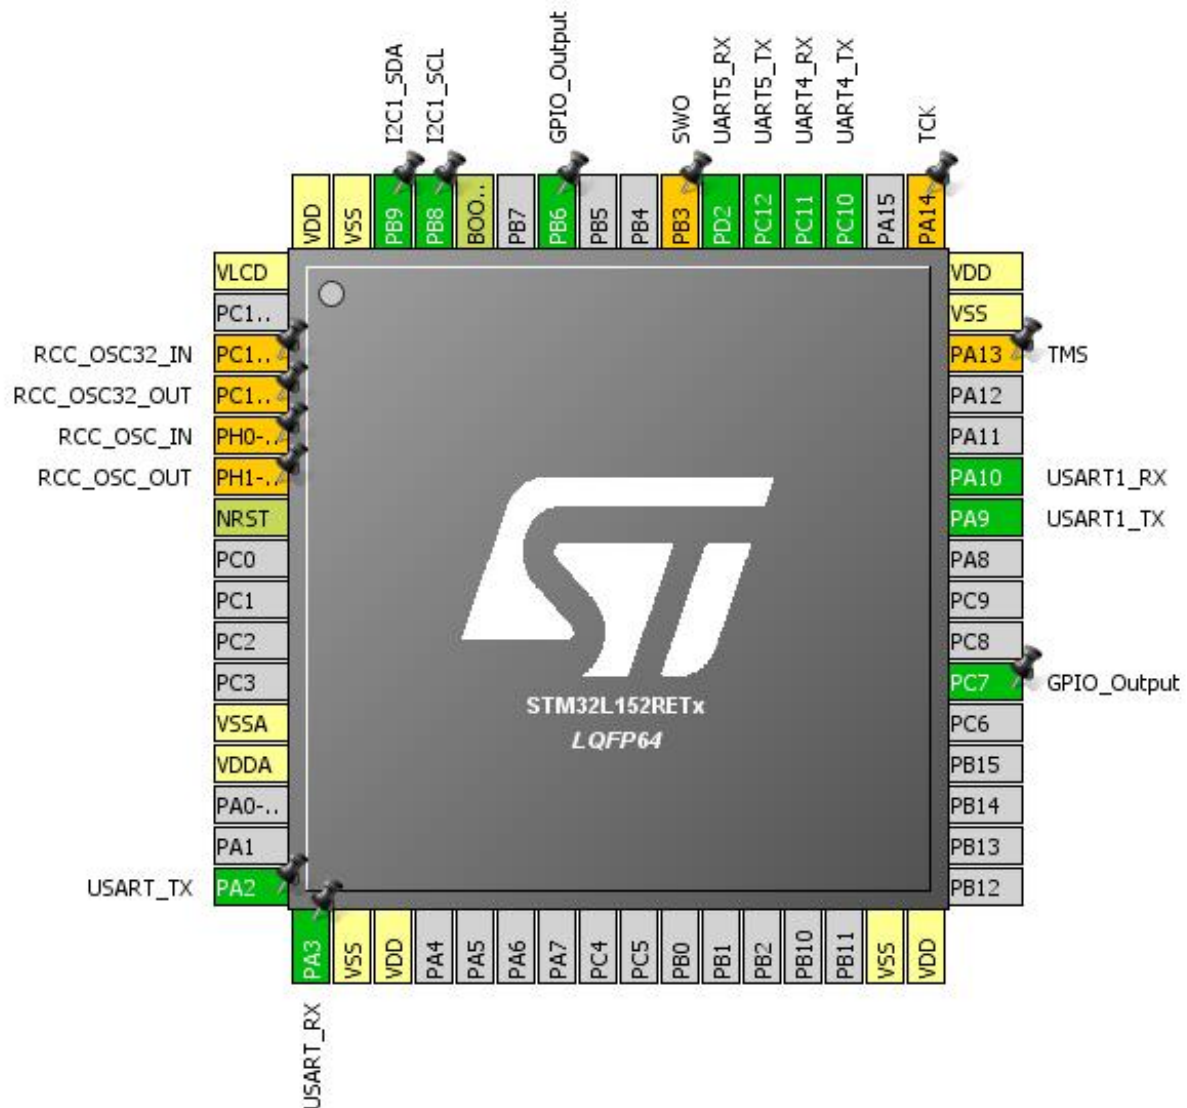 I2C1_SDA
I2C1_SCL
GPIO_Output
SWO
UART5_RX
UART5_TX
UART4_RX
UART4_TX
TCK
VDD
VSS
PB9
PB8
BOO..
PB7
PB6
PB5
PB4
PB3
PD2
PC12
PC11
PC10
PA15
PA14
VLCD
PC1..
RCC_OSC32_IN PC1..
RCC_OSC32_OUT PC1..
RCC_OSC_IN PH0-..
RCC_OSC_OUT PH1-..
NRST
PC0
PC1
PC2
PC3
VSSA
VDDA
PA0-..
PA1
USART_TX PA2
ST
STM32L152RETx
LQFP64
VDD
VSS
PA13 TMS
PA12
PA11
PA10 USART1_RX
PA9 USART1_TX
PA8
PC9
PC8
PC7 GPIO_Output
PC6
PB15
PB14
PB13
PB12
PA3
VSS
VDD
PA4
PA5
PA6
PA7
PC4
PC5
PB0
PB1
PB2
PB10
PB11
VSS
VDD
USART_RX